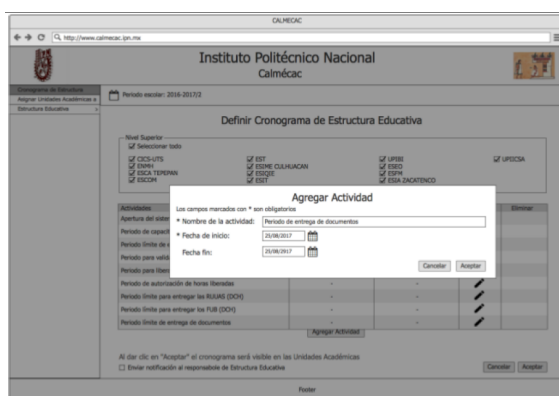 CALMECAC
http://www.calmecac.ipn.mx
Instituto Politécnico Nacional
Calmécac
Cronograma de Estructura
Asignar Unidades Académicas a
Estructura Educativa
Periodo escolar: 2016-2017/2
Definir Cronograma de Estructura Educativa
Nivel Superior
Seleccionar todo
CICS-UTS EST UPIBI UPIICSA
ENMH ESIME CULHUACAN ESEO
ESCA TEPEPAN ESIQIE ESFM
ESCOM ESIT ESIA ZACATENCO
Agregar Actividad
Los campos marcados con * son obligatorios
* Nombre de la actividad: Periodo de entrega de documentos
* Fecha de inicio: 25/08/2017
Fecha fin: 25/08/2017
Cancelar Aceptar
Actividades Eliminar
Apertura del sister
Periodo de capacit
Periodo límite de
Periodo para valid
Periodo para liber
Periodo de autorización de horas liberadas - -
Periodo límite para entregar las RUUAS (DCH) - -
Periodo límite para entregar los FUB (DCH) - -
Periodo límite de entrega de documentos - -
Agregar Actividad
Al dar clic en "Aceptar" el cronograma será visible en las Unidades Académicas
Enviar notificación al responsabole de Estructura Educativa
Cancelar Aceptar
Footer